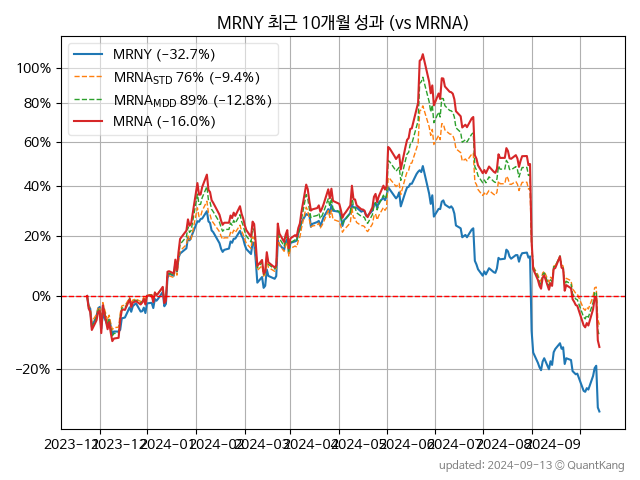 MRNY 최근 10개월 성과 (vs MRNA)
MRNY (−32.7%)
MRNA_STD 76% (−9.4%)
MRNA_MDD 89% (−12.8%)
MRNA (−16.0%)
100%
80%
60%
40%
20%
0%
−20%
2023−11 2023−12 2024−01 2024−02 2024−03 2024−04 2024−05 2024−06 2024−07 2024−08 2024−09
updated: 2024−09−13 © QuantKang